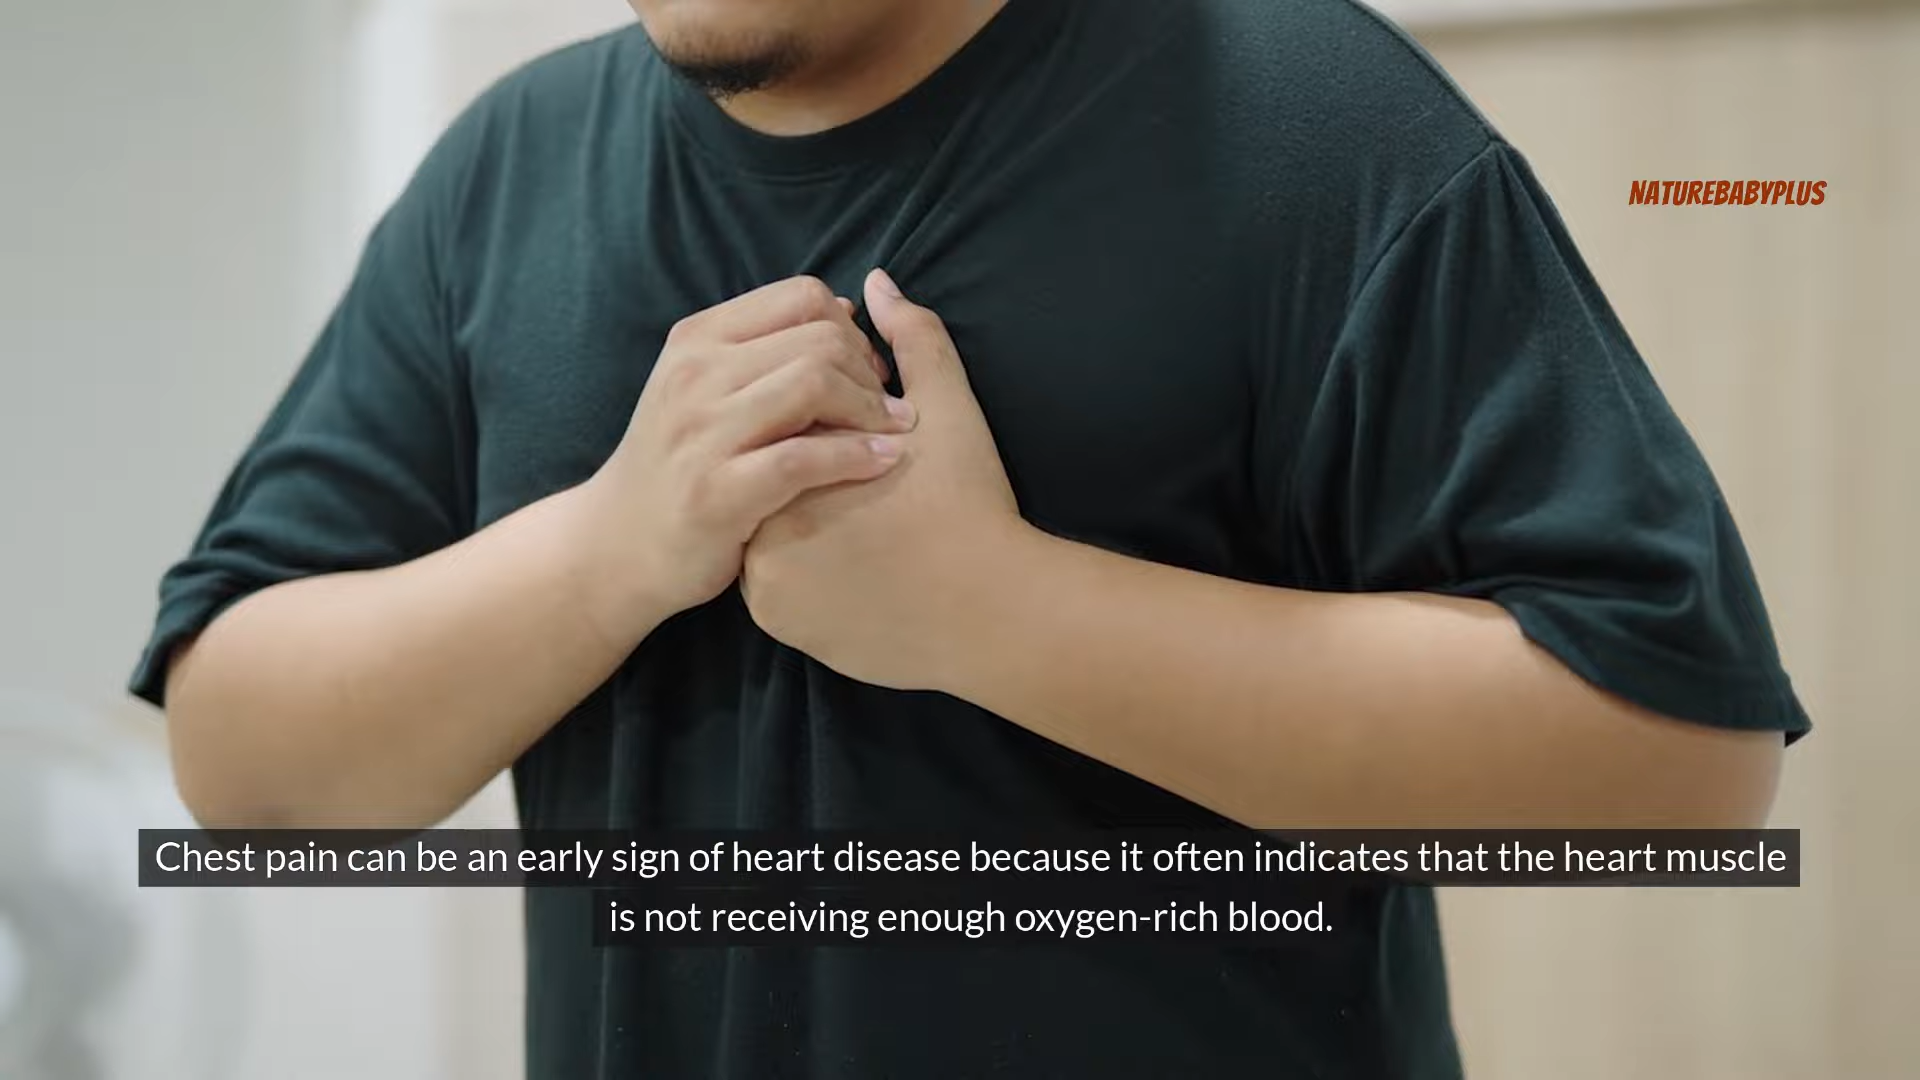 NATUREBABYPLUS
Chest pain can be an early sign of heart disease because it often indicates that the heart muscle
is not receiving enough oxygen-rich blood.